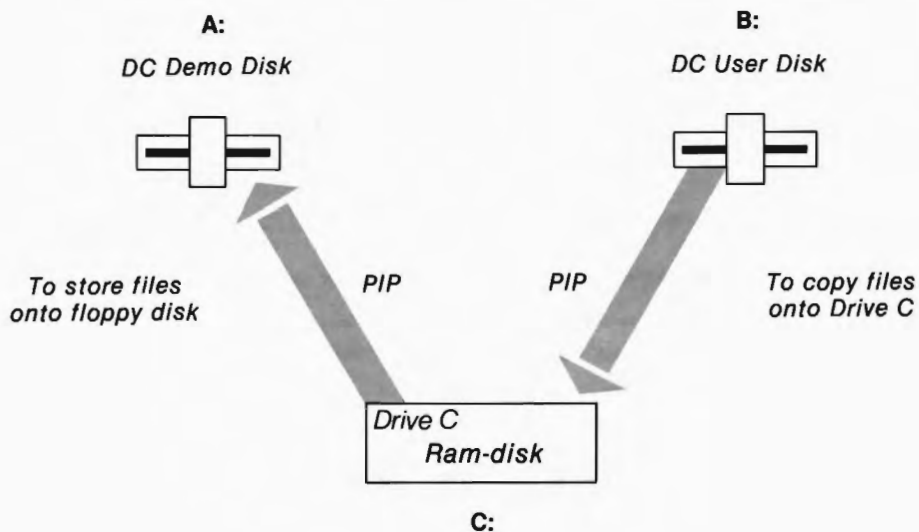 A:
DC Demo Disk
B:
DC User Disk
To store files
onto floppy disk
PIP
PIP
To copy files
onto Drive C
Drive C
Ram-disk
C: